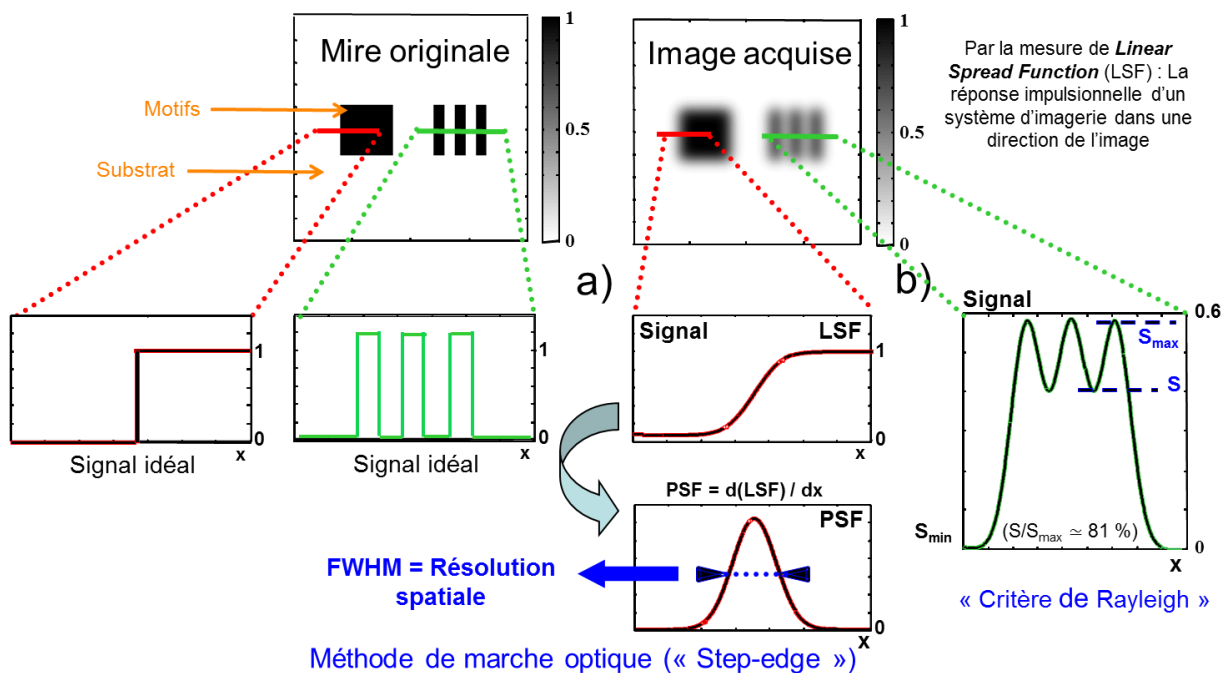 Mire originale
Motifs
Substrat
1
0.5
0
Image acquise
1
0.5
0
Par la mesure de Linear
Spread Function (LSF) : La
réponse impulsionnelle d'un
système d'imagerie dans une
direction de l'image
a)
b)
1
0
x
Signal idéal
1
0
x
Signal idéal
Signal
LSF
1
0
x
PSF = d(LSF) / dx
PSF
0
x
FWHM = Résolution
spatiale
Méthode de marche optique (« Step-edge »)
Signal
0.6
Smax
S
Smin
(S/Smax ≃ 81 %)
0
x
« Critère de Rayleigh »